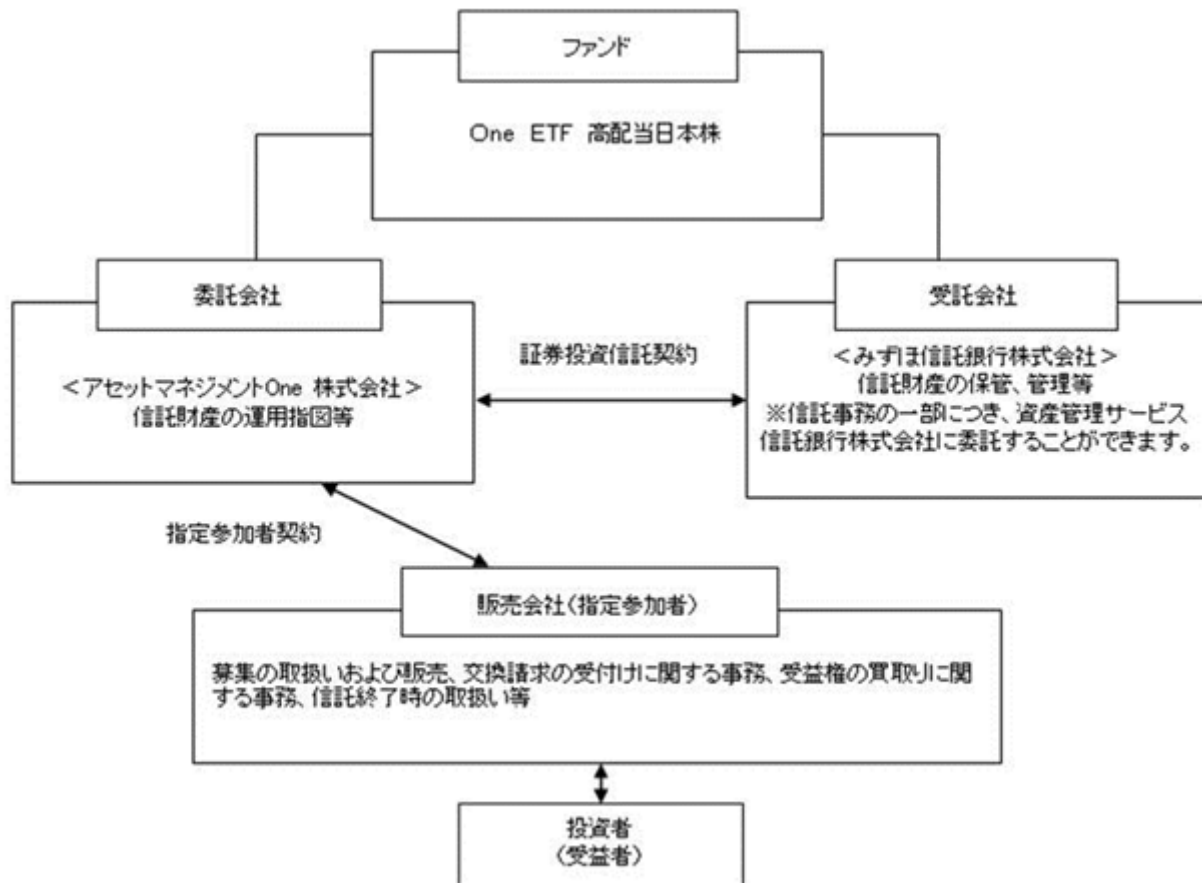 ファンド
One ETF 高配当日本株
委託会社
受託会社
<アセットマネジメントOne 株式会社>
信託財産の運用指図等
証券投資信託契約
<みずほ信託銀行株式会社>
信託財産の保管、管理等
※信託事務の一部につき、資産管理サービス
信託銀行株式会社に委託することができます。
指定参加者契約
販売会社(指定参加者)
募集の取扱いおよび販売、交換請求の受付けに関する事務、受益権の買取りに関
する事務、信託終了時の取扱い等
投資者
(受益者)